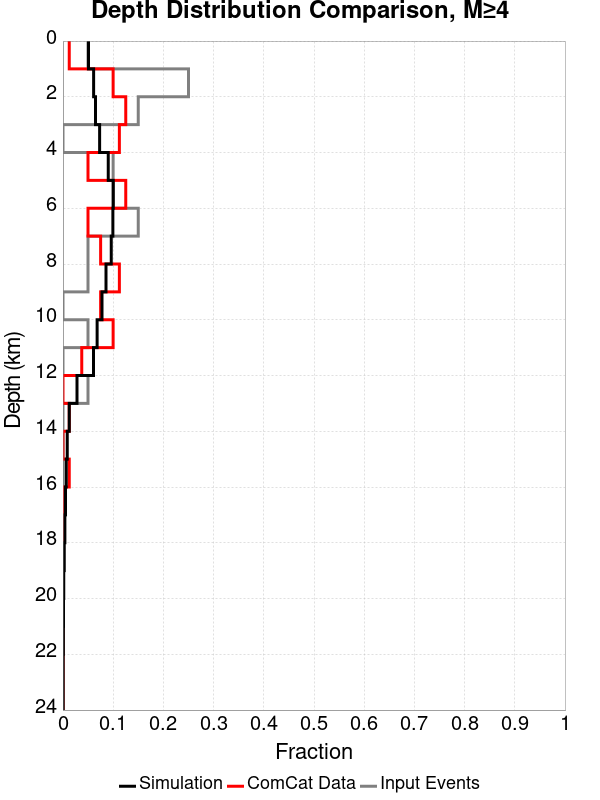 Depth Distribution Comparison, M≥4
0
2
4
6
8
10
12
14
16
18
20
22
24
Depth (km)
0 0.1 0.2 0.3 0.4 0.5 0.6 0.7 0.8 0.9 1
Fraction
Simulation ComCat Data Input Events